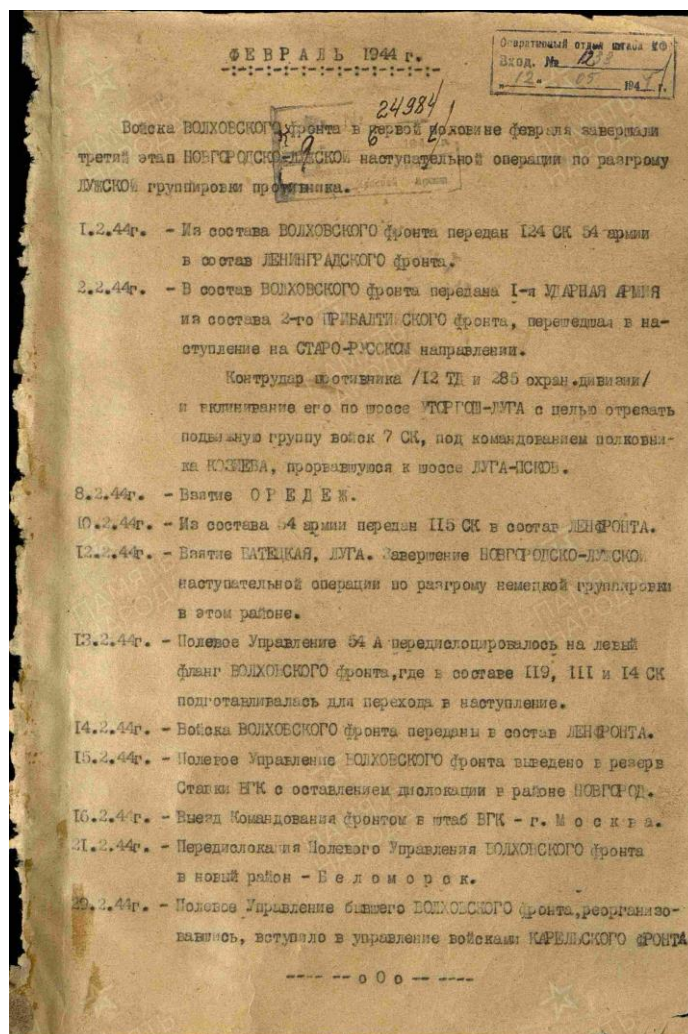 ФЕВРАЛЬ 1944 г.
Оперативный отдел штаба КФ
Вход. № 1233
"12" 05 1944 г.
24984
Войска ВОЛХОВСКОГО фронта в первой половине февраля завершали
третий этап НОВГОРОДСКО-ЛУЖСКОЙ наступательной операции по разгрому
ЛУЖСКОЙ группировки противника.
1.2.44г. - Из состава ВОЛХОВСКОГО фронта передан 124 СК 54 армии
в состав ЛЕНИНГРАДСКОГО фронта.
2.2.44г. - В состав ВОЛХОВСКОГО фронта передана I-я УДАРНАЯ АРМИЯ
из состава 2-го ПРИБАЛТИЙСКОГО фронта, перешедшая в на-
ступление на СТАРО-РУССКОМ направлении.
Контрудар противника /12 ТД и 285 охран.дивизии/
и вклинивание его по шоссе УТОРГОШ-ЛУГА с целью отрезать
подвижную группу войск 7 СК, под командованием полковни-
ка КОЗИЕВА, прорвавшуюся к шоссе ЛУГА-ПСКОВ.
8.2.44г. - Взятие О Р Е Д Е Ж.
10.2.44г. - Из состава 54 армии передан II5 СК в состав ЛЕНФРОНТА.
12.2.44г. - Взятие БАТЕЦКАЯ, ЛУГА. Завершение НОВГОРОДСКО-ЛУЖСКОЙ
наступательной операции по разгрому немецкой группировки
в этом районе.
13.2.44г. - Полевое Управление 54 А передислоцировалось на левый
фланг ВОЛХОВСКОГО фронта,где в составе II9, III и I4 СК
подготавливалась для перехода в наступление.
14.2.44г. - Войска ВОЛХОВСКОГО фронта переданы в состав ЛЕНФРОНТА.
15.2.44г. - Полевое Управление ВОЛХОВСКОГО фронта выведено в резерв
Ставки ВГК с оставлением дислокации в районе НОВГОРОД.
16.2.44г. - Выезд Командования фронтом в штаб ВГК - г. М о с к в а.
21.2.44г. - Передислокация Полевого Управления ВОЛХОВСКОГО фронта
в новый район - Б е л о м о р с к.
29.2.44г. - Полевое Управление бывшего ВОЛХОВСКОГО фронта,реорганизо-
вавшись, вступило в управление войсками КАРЕЛЬСКОГО ФРОНТА
---- --о О о-- ----